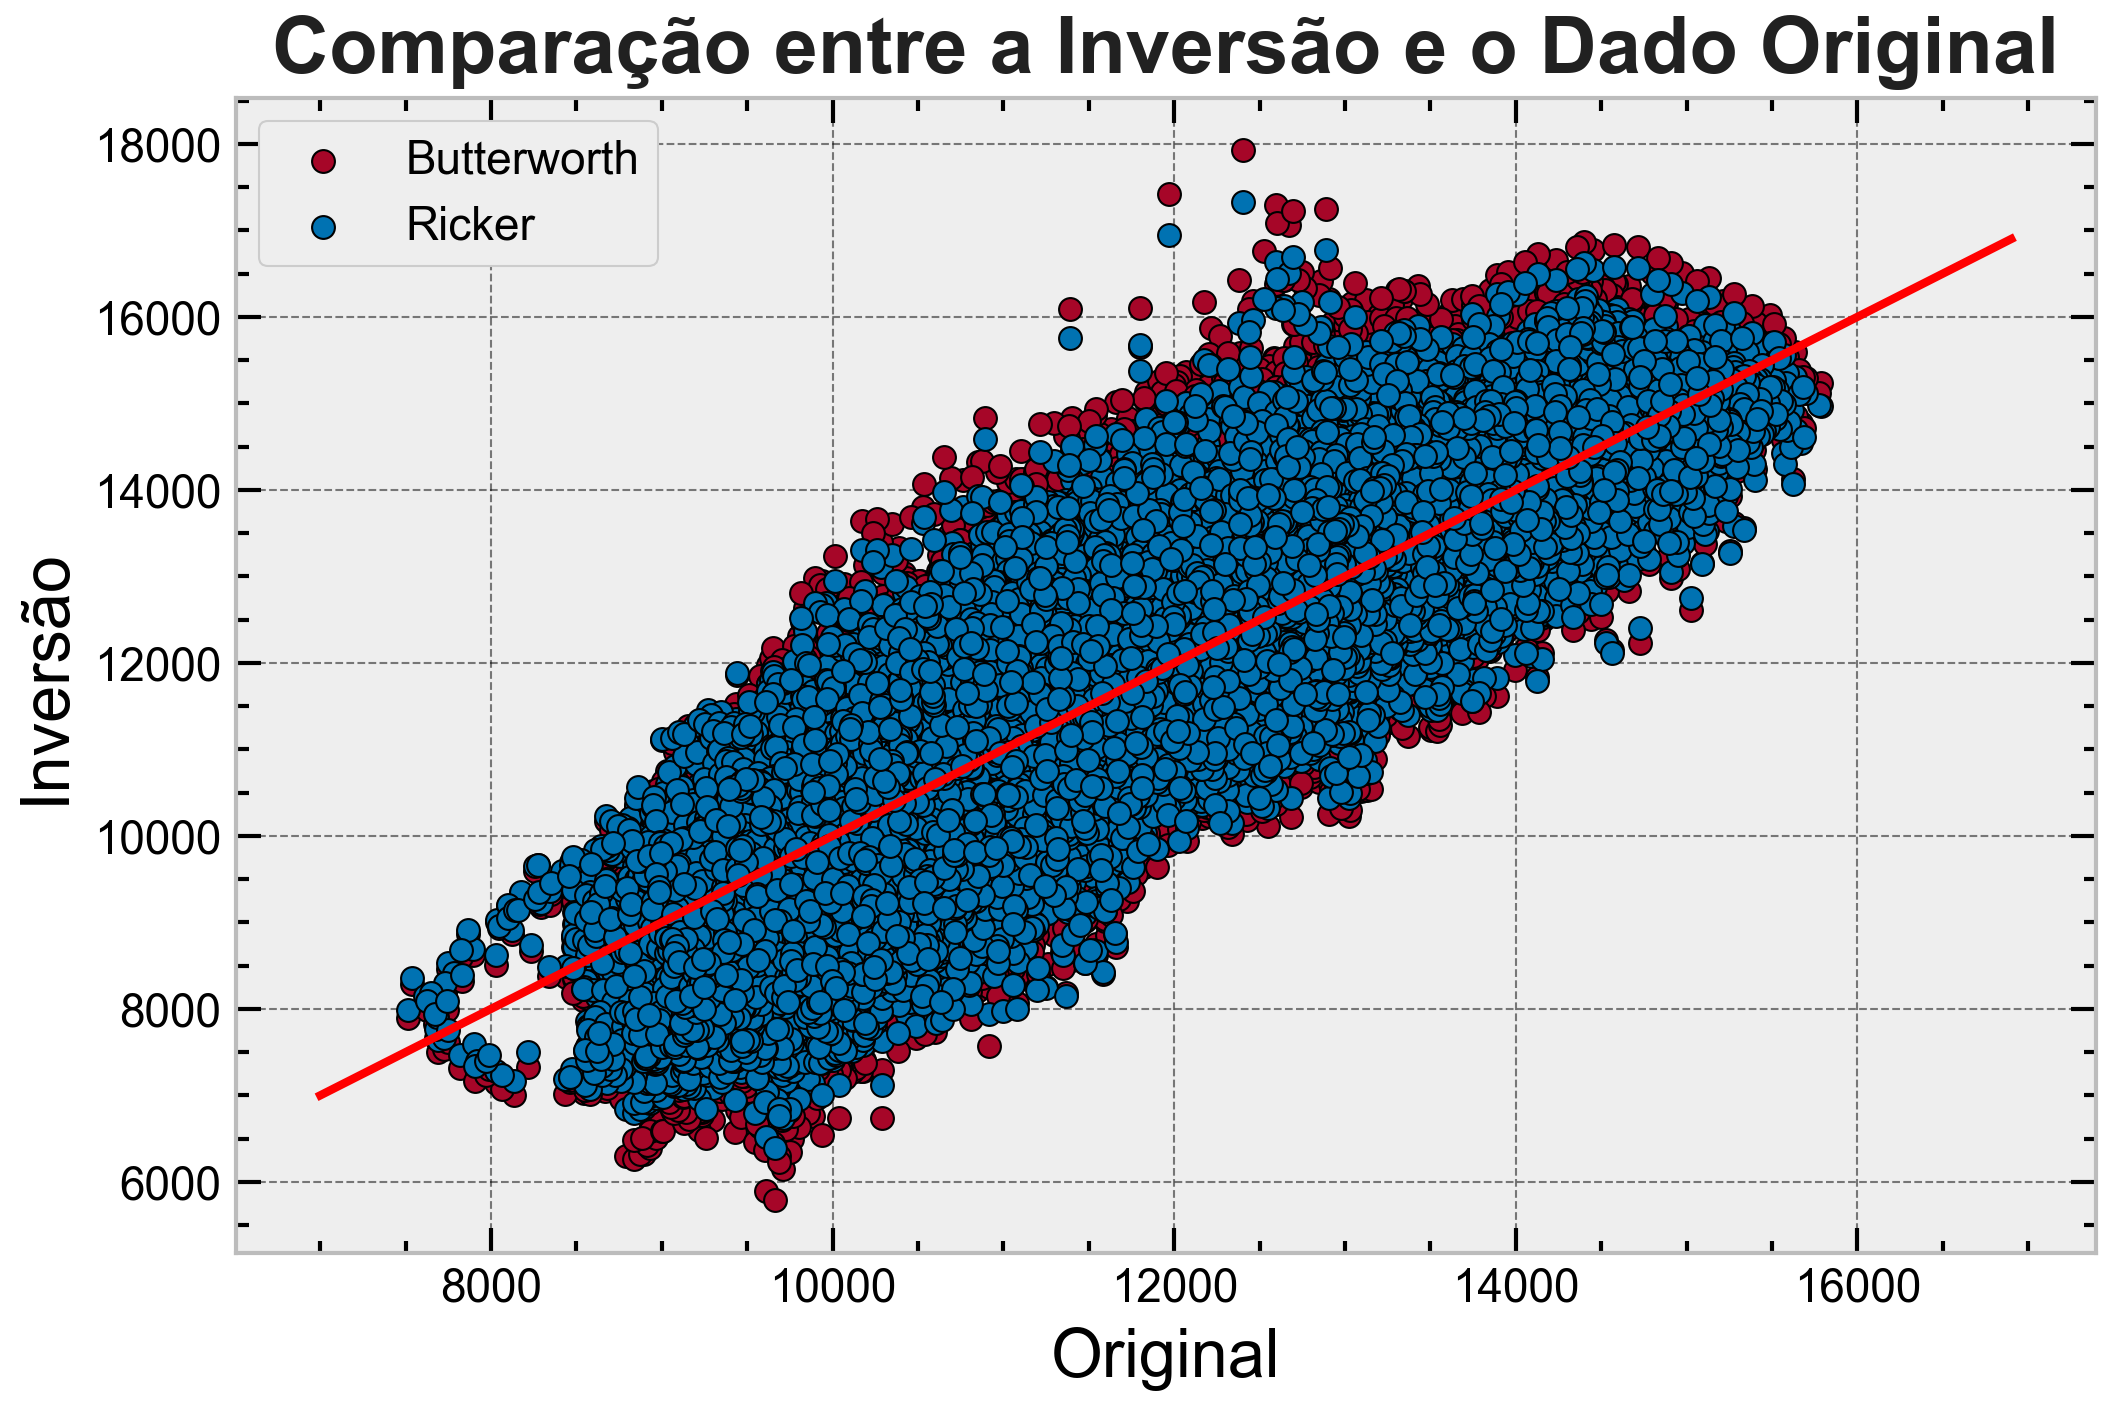 Comparação entre a Inversão e o Dado Original
Butterworth
Ricker
18000
16000
14000
12000
10000
8000
6000
Inversão
8000 10000 12000 14000 16000
Original